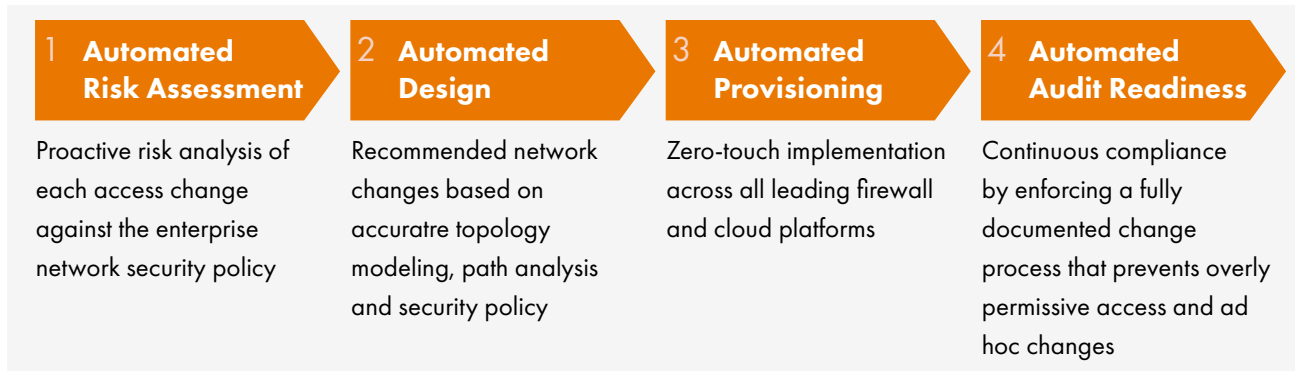 1 Automated
Risk Assessment
Proactive risk analysis of
each access change
against the enterprise
network security policy
2 Automated
Design
Recommended network
changes based on
accuratre topology
modeling, path analysis
and security policy
3 Automated
Provisioning
Zero-touch implementation
across all leading firewall
and cloud platforms
4 Automated
Audit Readiness
Continuous compliance
by enforcing a fully
documented change
process that prevents overly
permissive access and ad
hoc changes